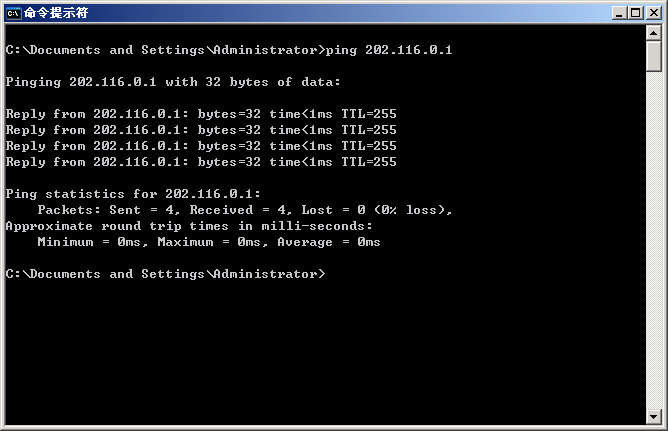 命令提示符
C:\Documents and Settings\Administrator>ping 202.116.0.1
Pinging 202.116.0.1 with 32 bytes of data:
Reply from 202.116.0.1: bytes=32 time<1ms TTL=255
Reply from 202.116.0.1: bytes=32 time<1ms TTL=255
Reply from 202.116.0.1: bytes=32 time<1ms TTL=255
Reply from 202.116.0.1: bytes=32 time<1ms TTL=255
Ping statistics for 202.116.0.1:
    Packets: Sent = 4, Received = 4, Lost = 0 (0% loss),
Approximate round trip times in milli-seconds:
    Minimum = 0ms, Maximum = 0ms, Average = 0ms
C:\Documents and Settings\Administrator>